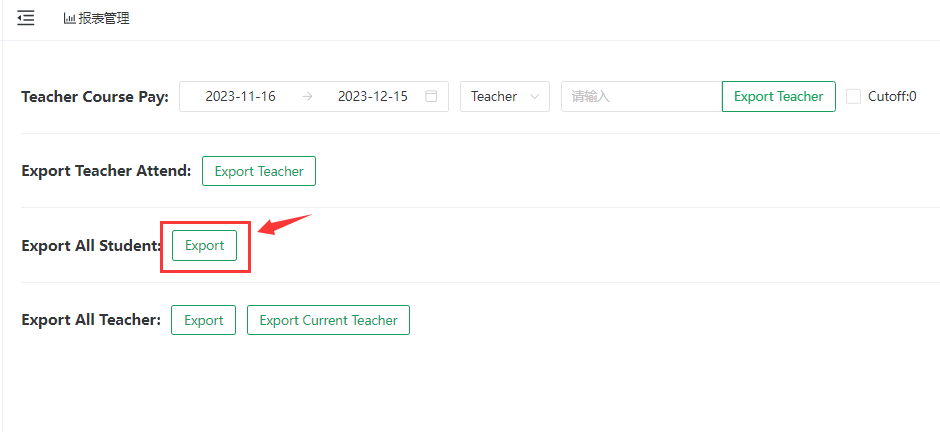 报表管理
Teacher Course Pay: 2023-11-16 → 2023-12-15 Teacher 请输入 Export Teacher Cutoff:0
Export Teacher Attend: Export Teacher
Export All Student: Export
Export All Teacher: Export Export Current Teacher